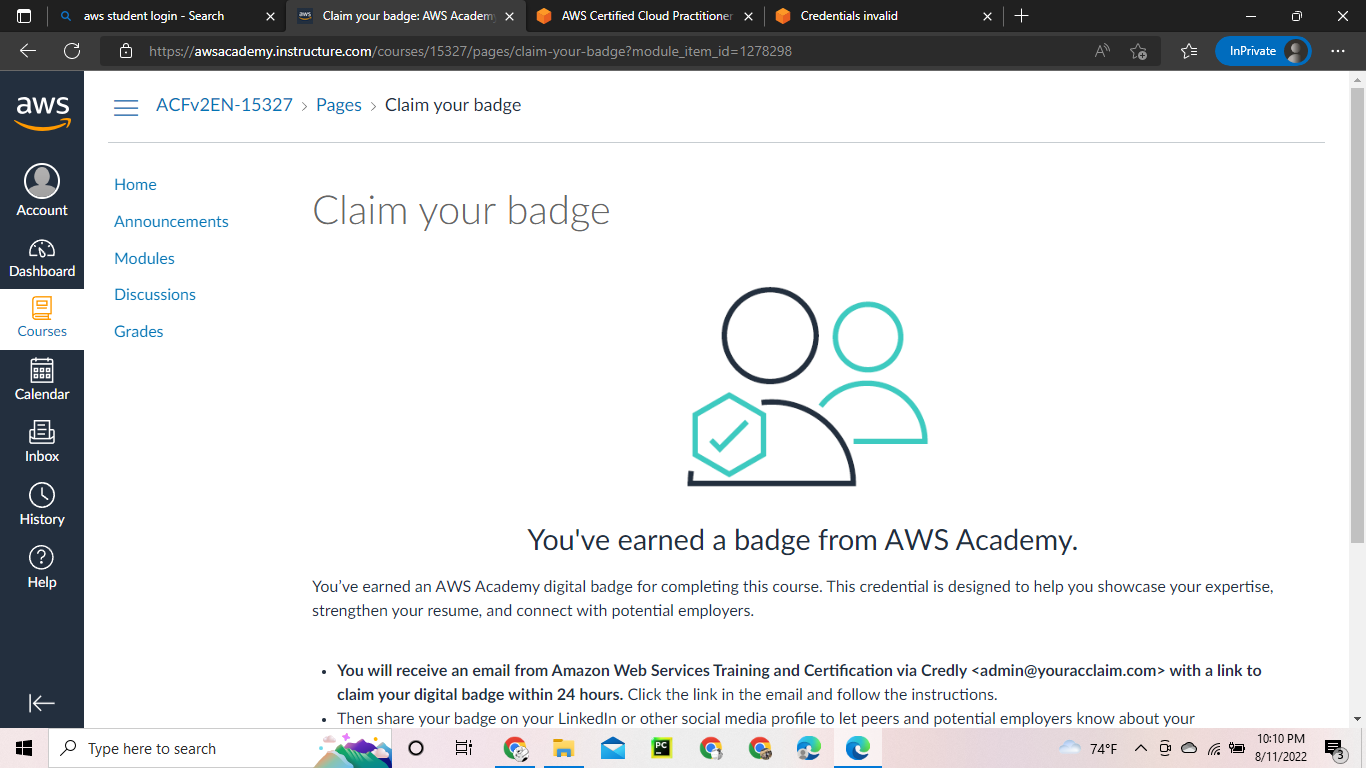 aws student login - Search
Claim your badge: AWS Academy
AWS Certified Cloud Practitioner
Credentials invalid
https://awsacademy.instructure.com/courses/15327/pages/claim-your-badge?module_item_id=1278298
InPrivate
aws
ACFv2EN-15327 > Pages > Claim your badge
Account
Dashboard
Courses
Calendar
Inbox
History
Help
Home
Announcements
Modules
Discussions
Grades
Claim your badge
You've earned a badge from AWS Academy.
You've earned an AWS Academy digital badge for completing this course. This credential is designed to help you showcase your expertise,
strengthen your resume, and connect with potential employers.
• You will receive an email from Amazon Web Services Training and Certification via Credly <admin@youracclaim.com> with a link to
claim your digital badge within 24 hours. Click the link in the email and follow the instructions.
• Then share your badge on your LinkedIn or other social media profile to let peers and potential employers know about your
Type here to search
PC
74°F
10:10 PM
8/11/2022
3